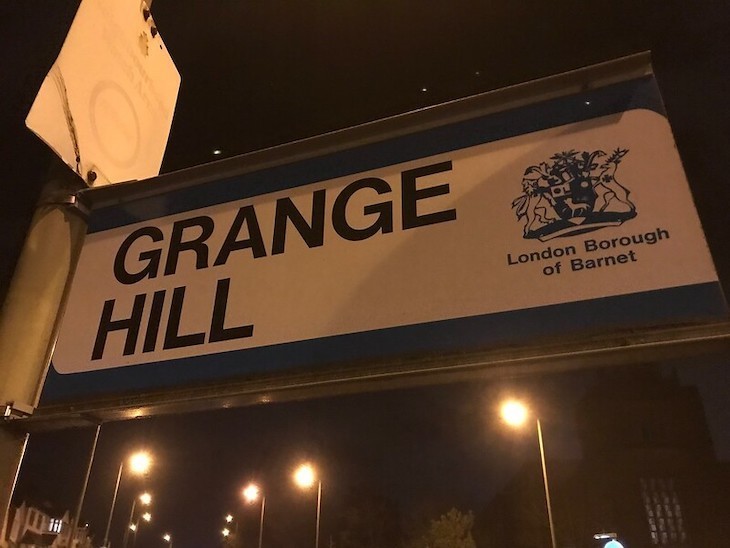 GRANGE
HILL
London Borough
of Barnet